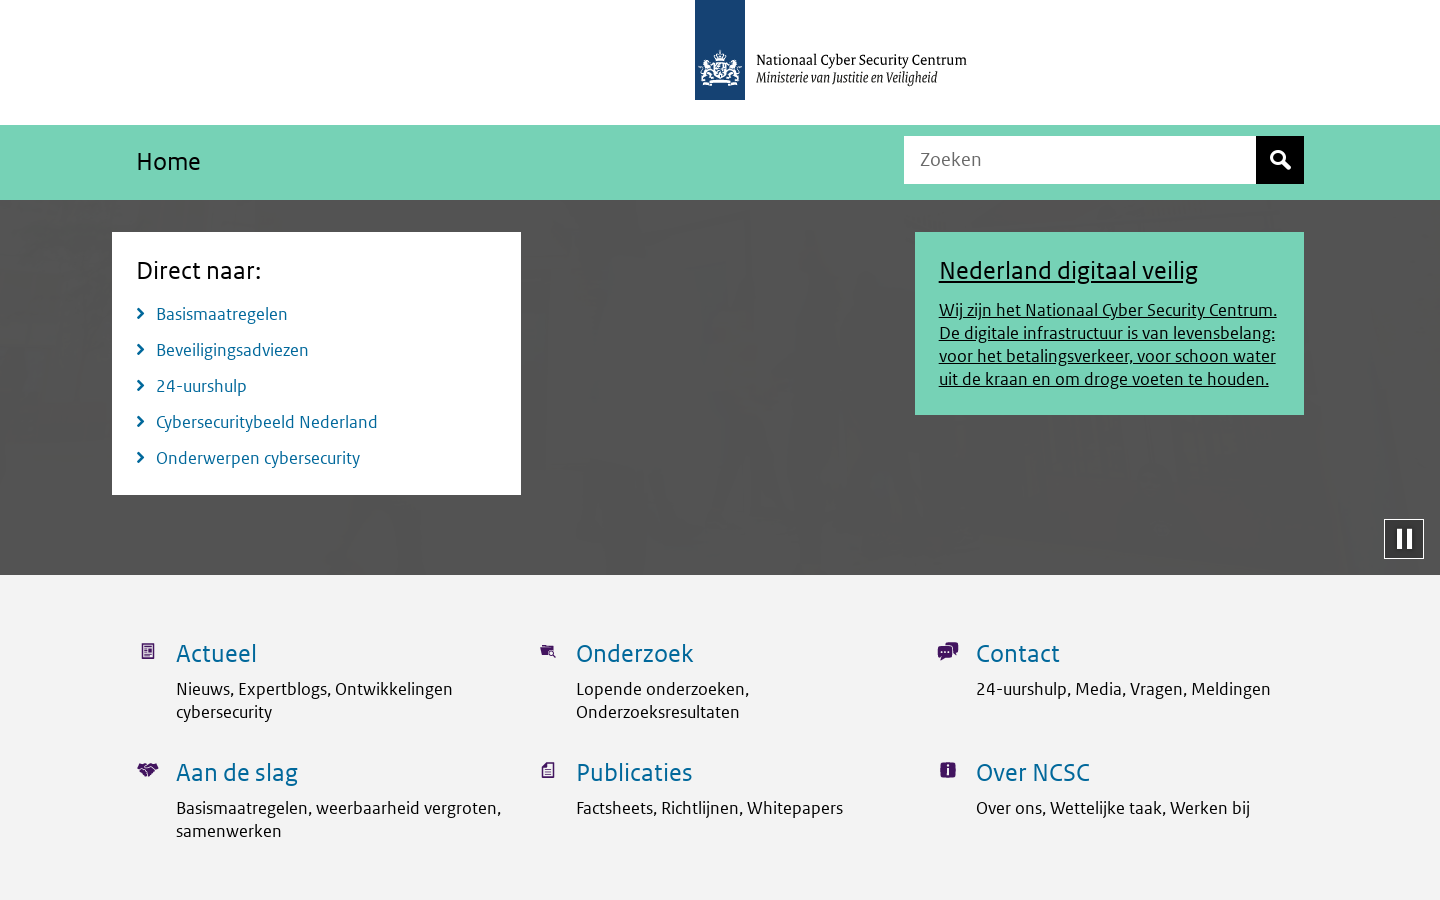 Nationaal Cyber Security Centrum
Ministerie van Justitie en Veiligheid
Home
Zoeken
Direct naar:
Basismaatregelen
Beveiligingsadviezen
24-uurshulp
Cybersecuritybeeld Nederland
Onderwerpen cybersecurity
Nederland digitaal veilig
Wij zijn het Nationaal Cyber Security Centrum.
De digitale infrastructuur is van levensbelang:
voor het betalingsverkeer, voor schoon water
uit de kraan en om droge voeten te houden.
Actueel
Nieuws, Expertblogs, Ontwikkelingen
cybersecurity
Onderzoek
Lopende onderzoeken,
Onderzoeksresultaten
Contact
24-uurshulp, Media, Vragen, Meldingen
Aan de slag
Basismaatregelen, weerbaarheid vergroten,
samenwerken
Publicaties
Factsheets, Richtlijnen, Whitepapers
Over NCSC
Over ons, Wettelijke taak, Werken bij